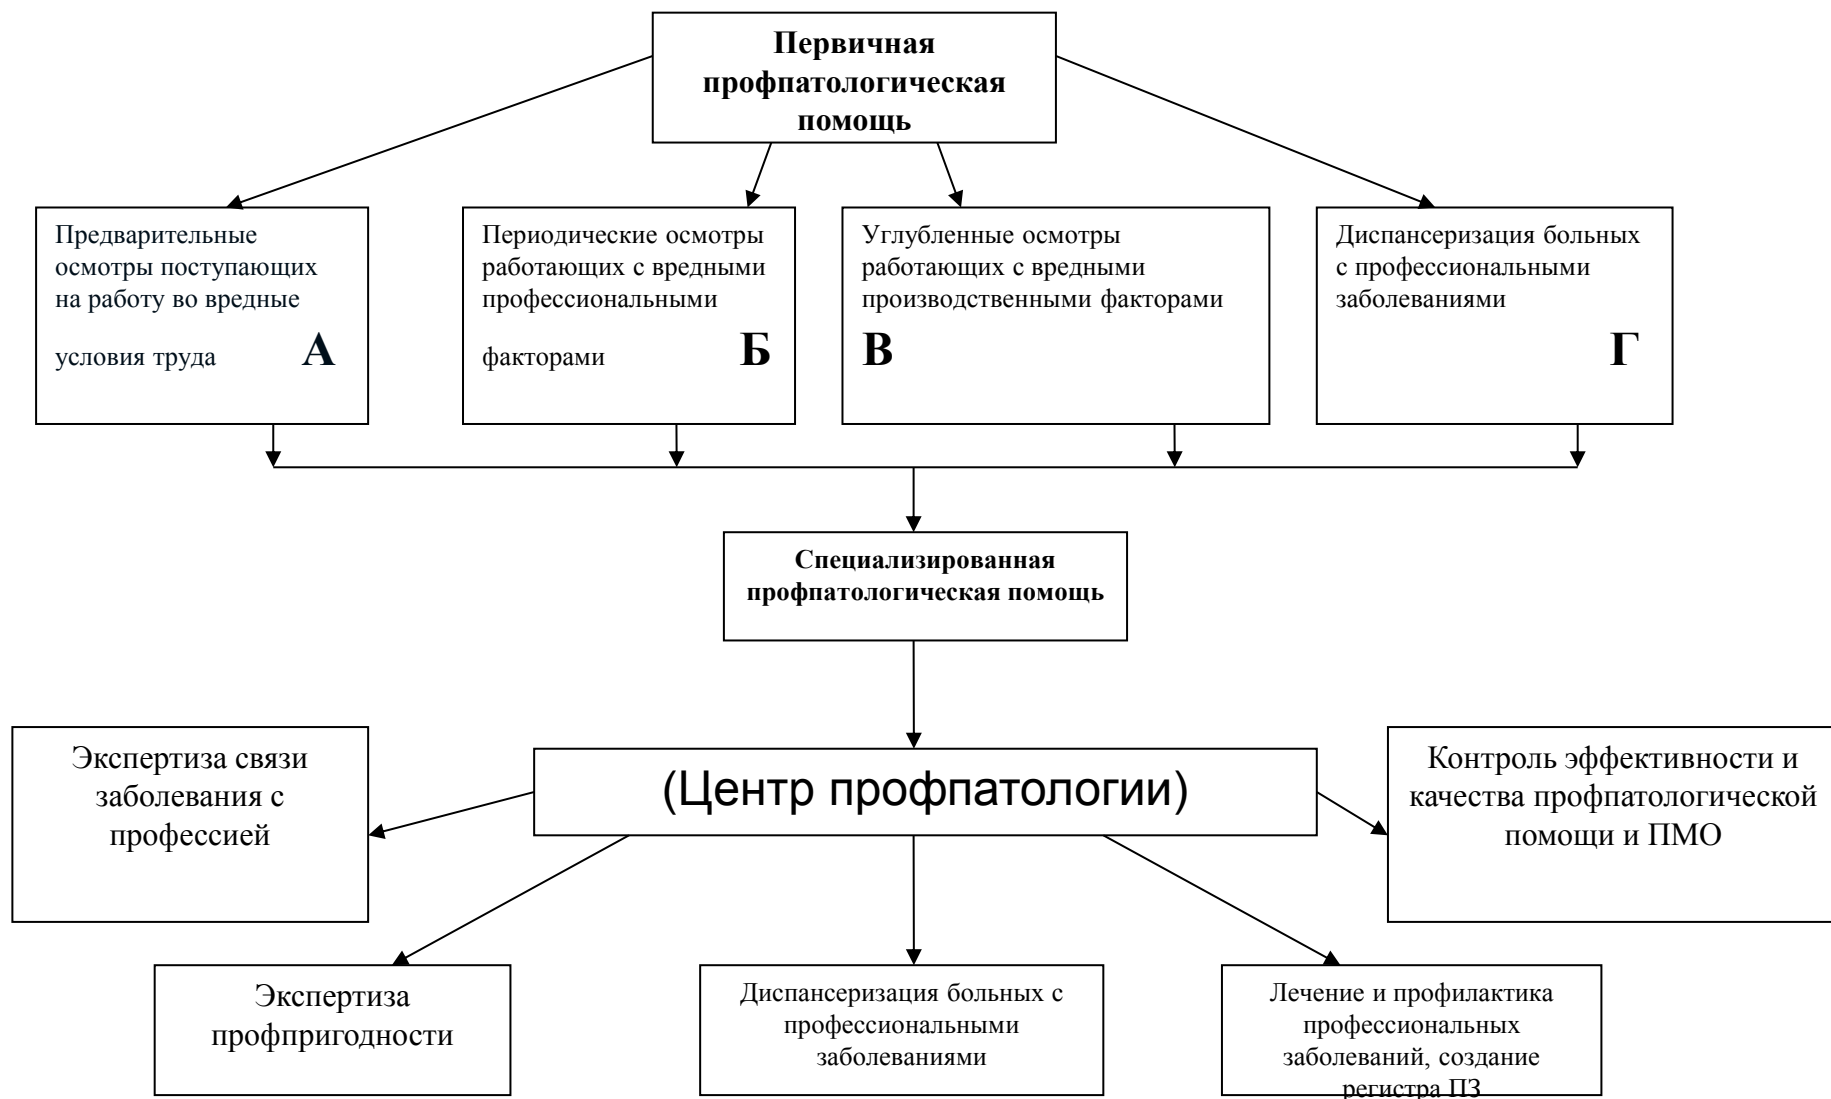 Первичная
профпатологическая
помощь
Предварительные
осмотры поступающих
на работу во вредные
условия труда А
Периодические осмотры
работающих с вредными
профессиональными
факторами Б
Углубленные осмотры
работающих с вредными
производственными факторами
В
Диспансеризация больных
с профессиональными
заболеваниями
Г
Специализированная
профпатологическая помощь
Экспертиза связи
заболевания с
профессией
(Центр профпатологии)
Контроль эффективности и
качества профпатологической
помощи и ПМО
Экспертиза
профпригодности
Диспансеризация больных с
профессиональными
заболеваниями
Лечение и профилактика
профессиональных
заболеваний, создание
регистра ПЗ